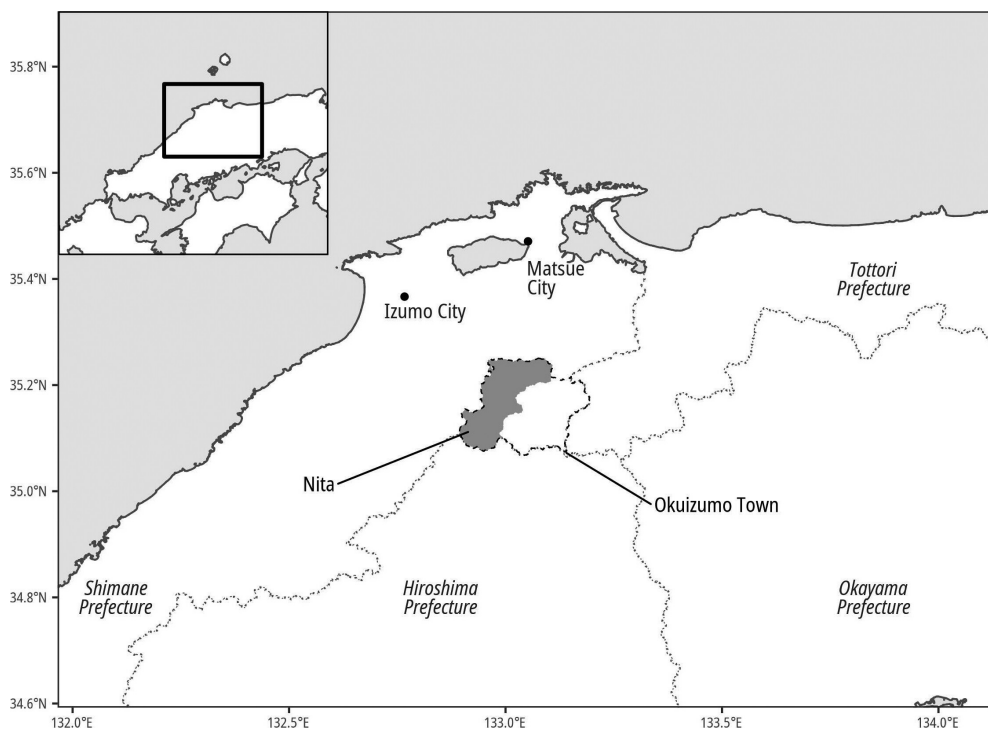 35.8°N
35.6°N
35.4°N
35.2°N
35.0°N
34.8°N
34.6°N
Matsue
City
Izumo City
Tottori
Prefecture
Nita
Okuizumo Town
Shimane
Prefecture
Hiroshima
Prefecture
Okayama
Prefecture
132.0°E
132.5°E
133.0°E
133.5°E
134.0°E